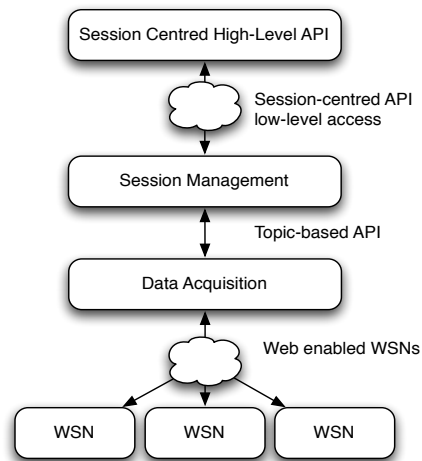 Session Centred High-Level API
Session-centred API
low-level access
Session Management
Topic-based API
Data Acquisition
Web enabled WSNs
WSN
WSN
WSN